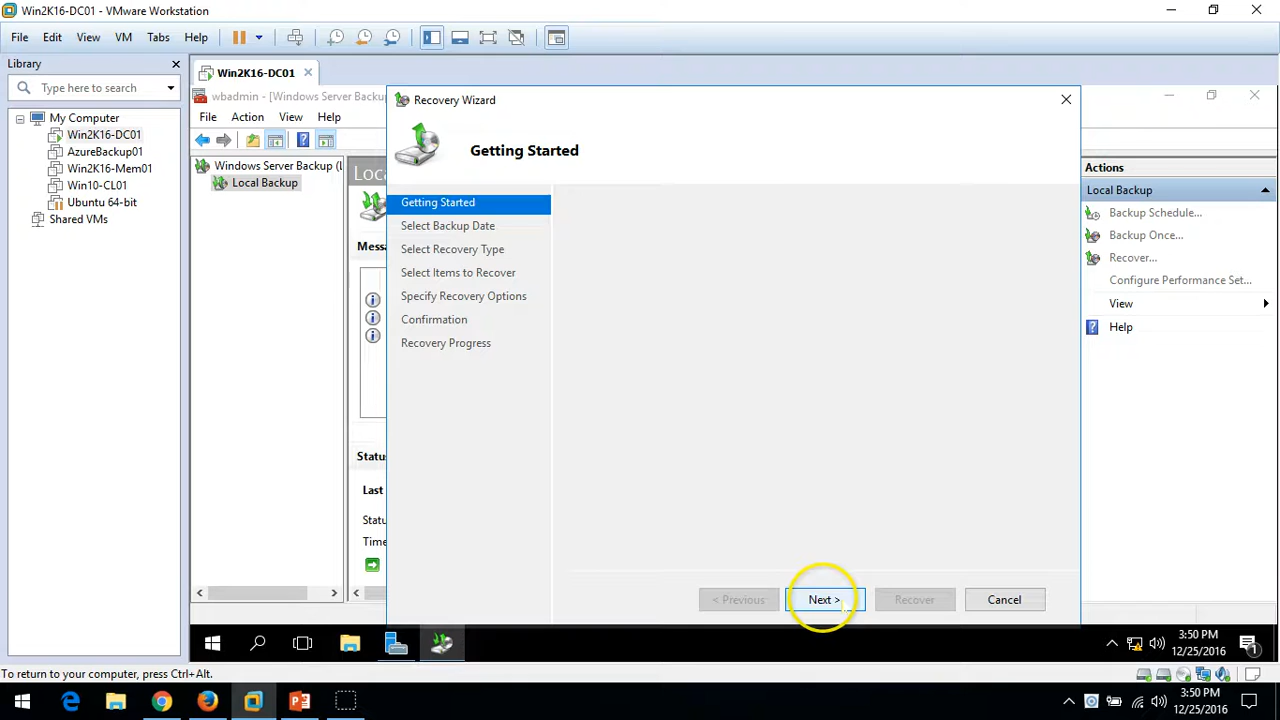 Win2K16-DC01 - VMware Workstation
File Edit View VM Tabs Help
Library
Type here to search
My Computer
Win2K16-DC01
AzureBackup01
Win2K16-Mem01
Win10-CL01
Ubuntu 64-bit
Shared VMs
Win2K16-DC01
wbadmin - [Windows Server Backup
File Action View Help
Windows Server Backup (L
Local Backup
Loca
Messa
Status
Last
Status
Time
Recovery Wizard
Getting Started
Getting Started
Select Backup Date
Select Recovery Type
Select Items to Recover
Specify Recovery Options
Confirmation
Recovery Progress
< Previous
Next >
Recover
Cancel
Actions
Local Backup
Backup Schedule...
Backup Once...
Recover...
Configure Performance Set...
View
Help
3:50 PM
12/25/2016
1
To return to your computer, press Ctrl+Alt.
3:50 PM
12/25/2016